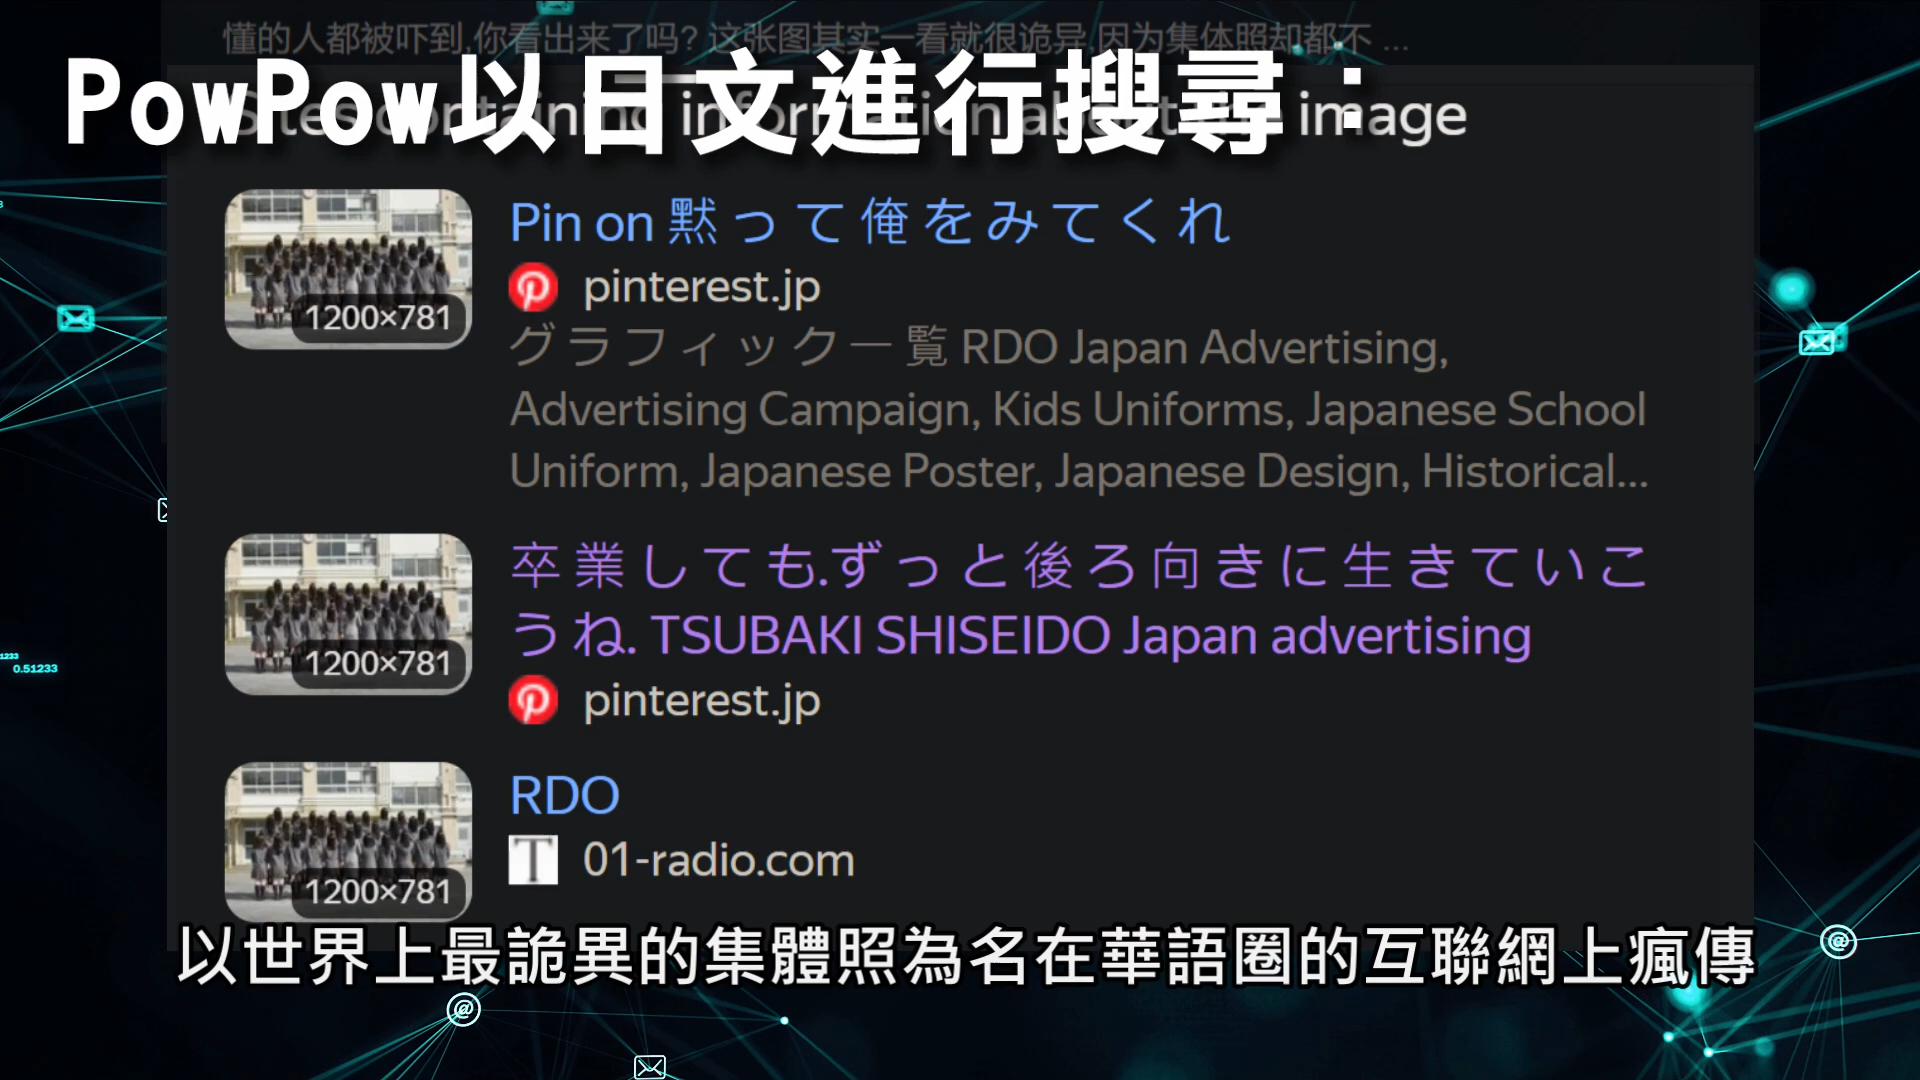 懂的人都被吓到,你看出来了吗? 这张图其实一看就很诡异,因为集体照却都不 ...
PowPow以日文進行搜尋：
Sites containing information about the image
1200×781
Pin on 黙って俺をみてくれ
pinterest.jp
グラフィック一覧 RDO Japan Advertising,
Advertising Campaign, Kids Uniforms, Japanese School
Uniform, Japanese Poster, Japanese Design, Historical...
1200×781
卒業しても.ずっと後ろ向きに生きていこ
うね. TSUBAKI SHISEIDO Japan advertising
pinterest.jp
1200×781
RDO
T
01-radio.com
1233
0.51233
以世界上最詭異的集體照為名在華語圈的互聯網上瘋傳